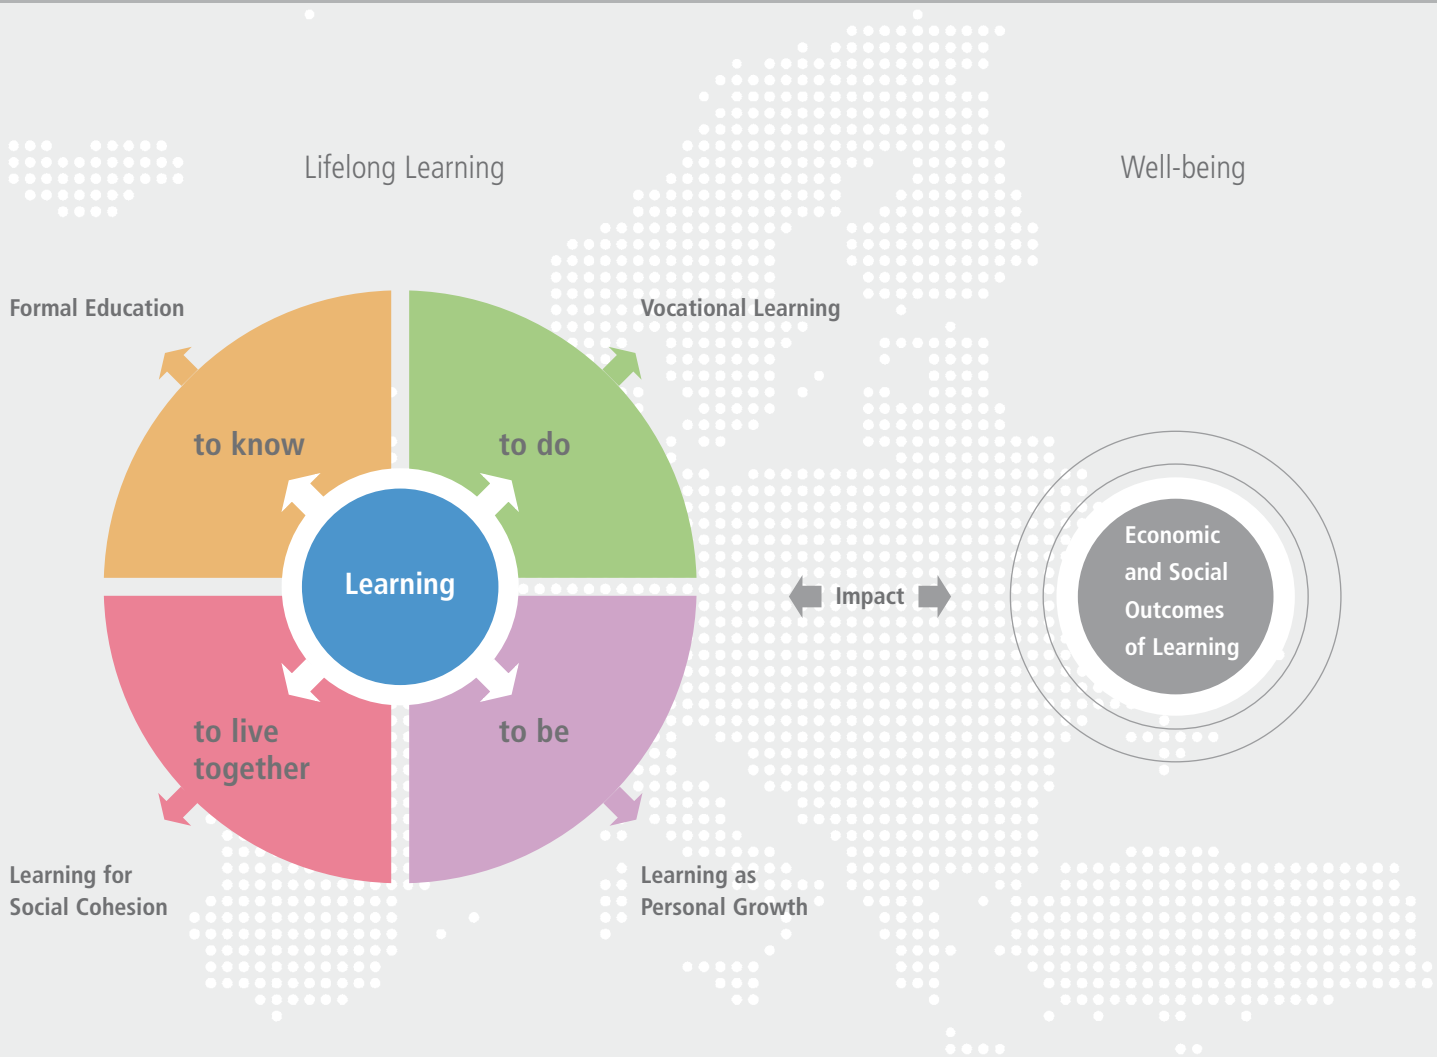 Lifelong Learning
Well-being
Formal Education
Vocational Learning
to know
to do
Learning
Impact
Economic
and Social
Outcomes
of Learning
to live
together
to be
Learning for
Social Cohesion
Learning as
Personal Growth